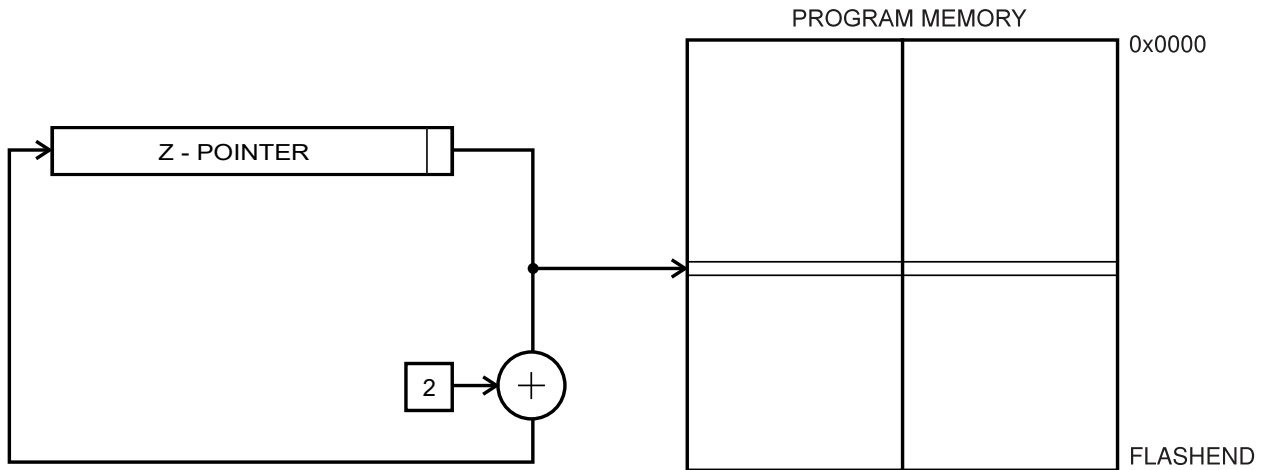 PROGRAM MEMORY
0x0000
Z - POINTER
2
FLASHEND